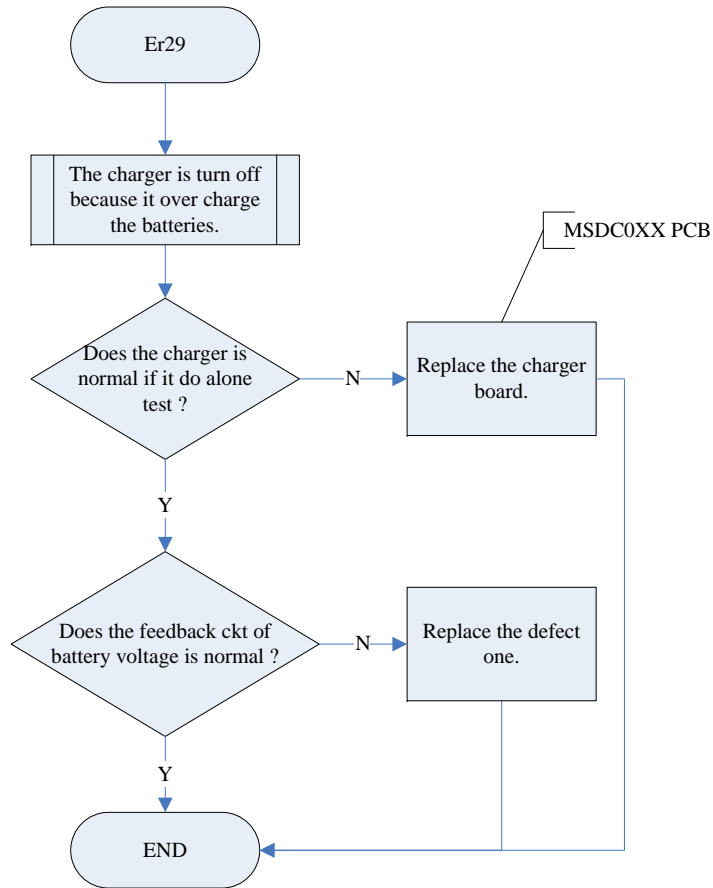 Er29
The charger is turn off
because it over charge
the batteries.
MSDC0XX PCB
Does the charger is
normal if it do alone
test ?
N
Replace the charger
board.
Y
Does the feedback ckt of
battery voltage is normal ?
N
Replace the defect
one.
Y
END